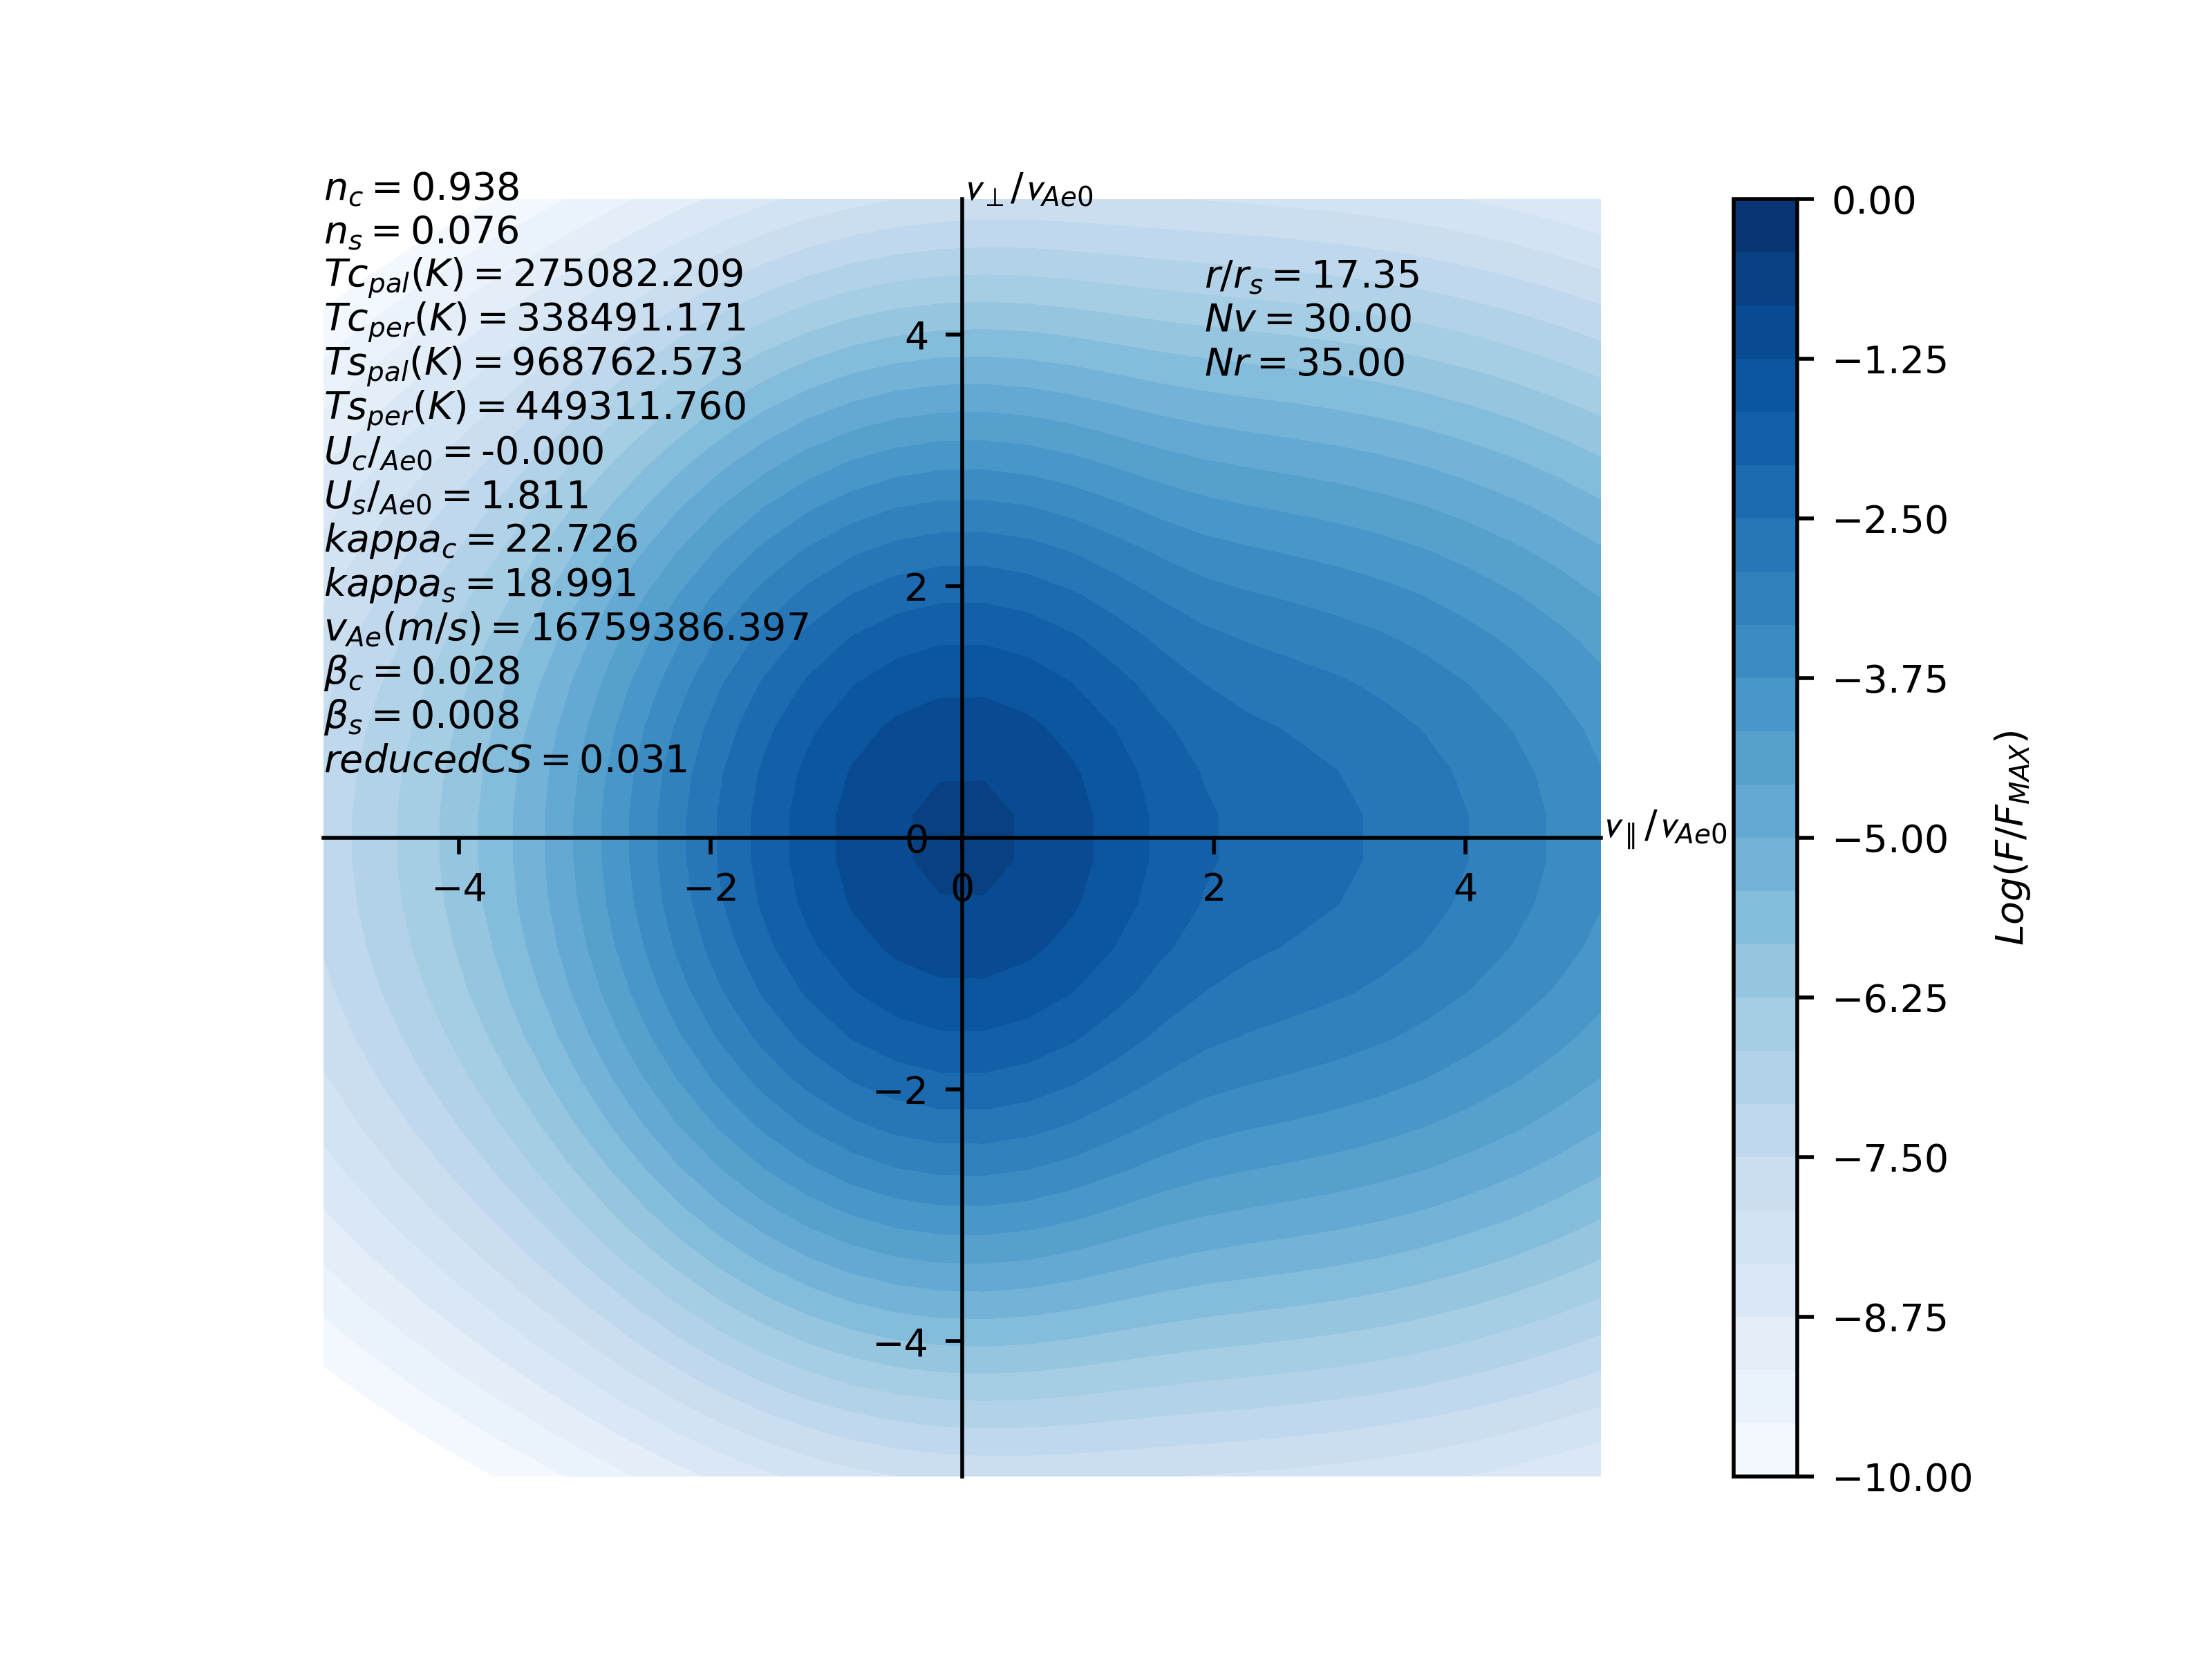 n_c = 0.938
n_s = 0.076
Tc_pal(K) = 275082.209
Tc_per(K) = 338491.171
Ts_pal(K) = 968762.573
Ts_per(K) = 449311.760
U_c/_Ae0 = -0.000
U_s/_Ae0 = 1.811
kappa_c = 22.726
kappa_s = 18.991
v_Ae(m/s) = 16759386.397
β_c = 0.028
β_s = 0.008
reducedCS = 0.031
v_⊥/v_Ae0
r/r_s = 17.35
Nv = 30.00
Nr = 35.00
4
2
0
−2
−4
−4
−2
0
2
4
v_∥/v_Ae0
0.00
−1.25
−2.50
−3.75
−5.00
−6.25
−7.50
−8.75
−10.00
Log(F/F_MAX)